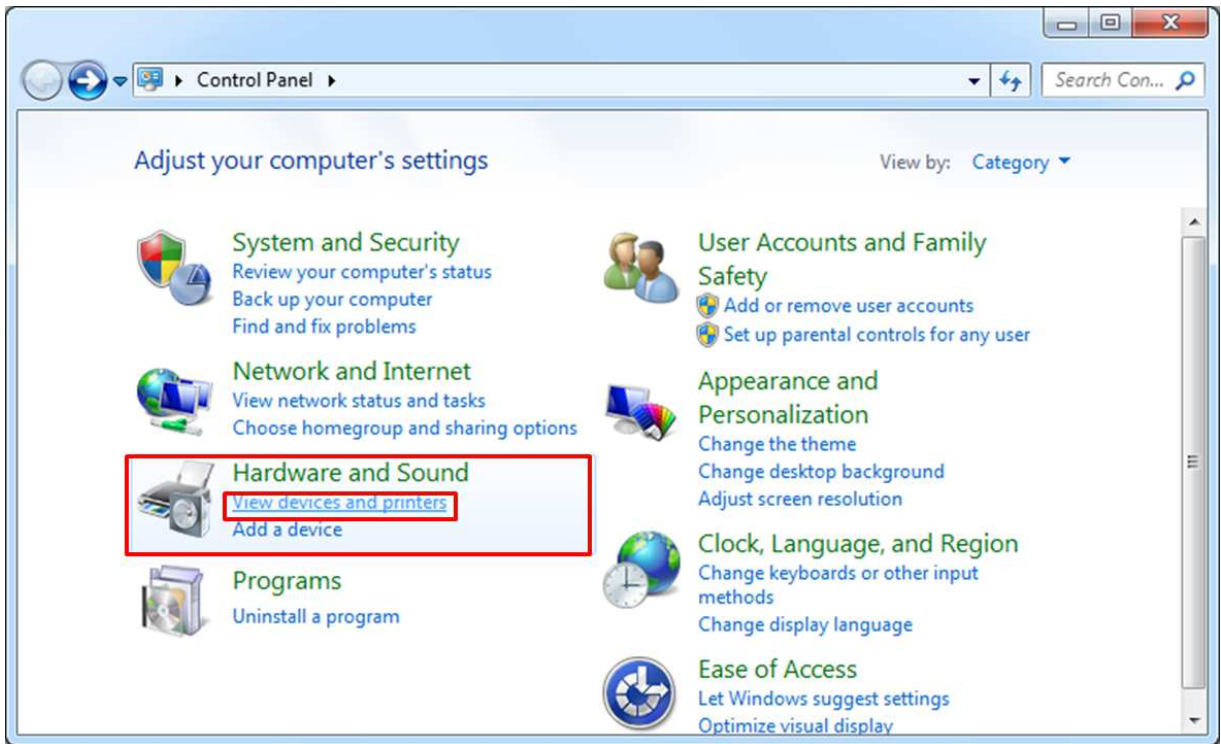 Control Panel
Search Con...
Adjust your computer's settings
View by: Category
System and Security
Review your computer's status
Back up your computer
Find and fix problems
Network and Internet
View network status and tasks
Choose homegroup and sharing options
Hardware and Sound
View devices and printers
Add a device
Programs
Uninstall a program
User Accounts and Family
Safety
Add or remove user accounts
Set up parental controls for any user
Appearance and
Personalization
Change the theme
Change desktop background
Adjust screen resolution
Clock, Language, and Region
Change keyboards or other input
methods
Change display language
Ease of Access
Let Windows suggest settings
Optimize visual display